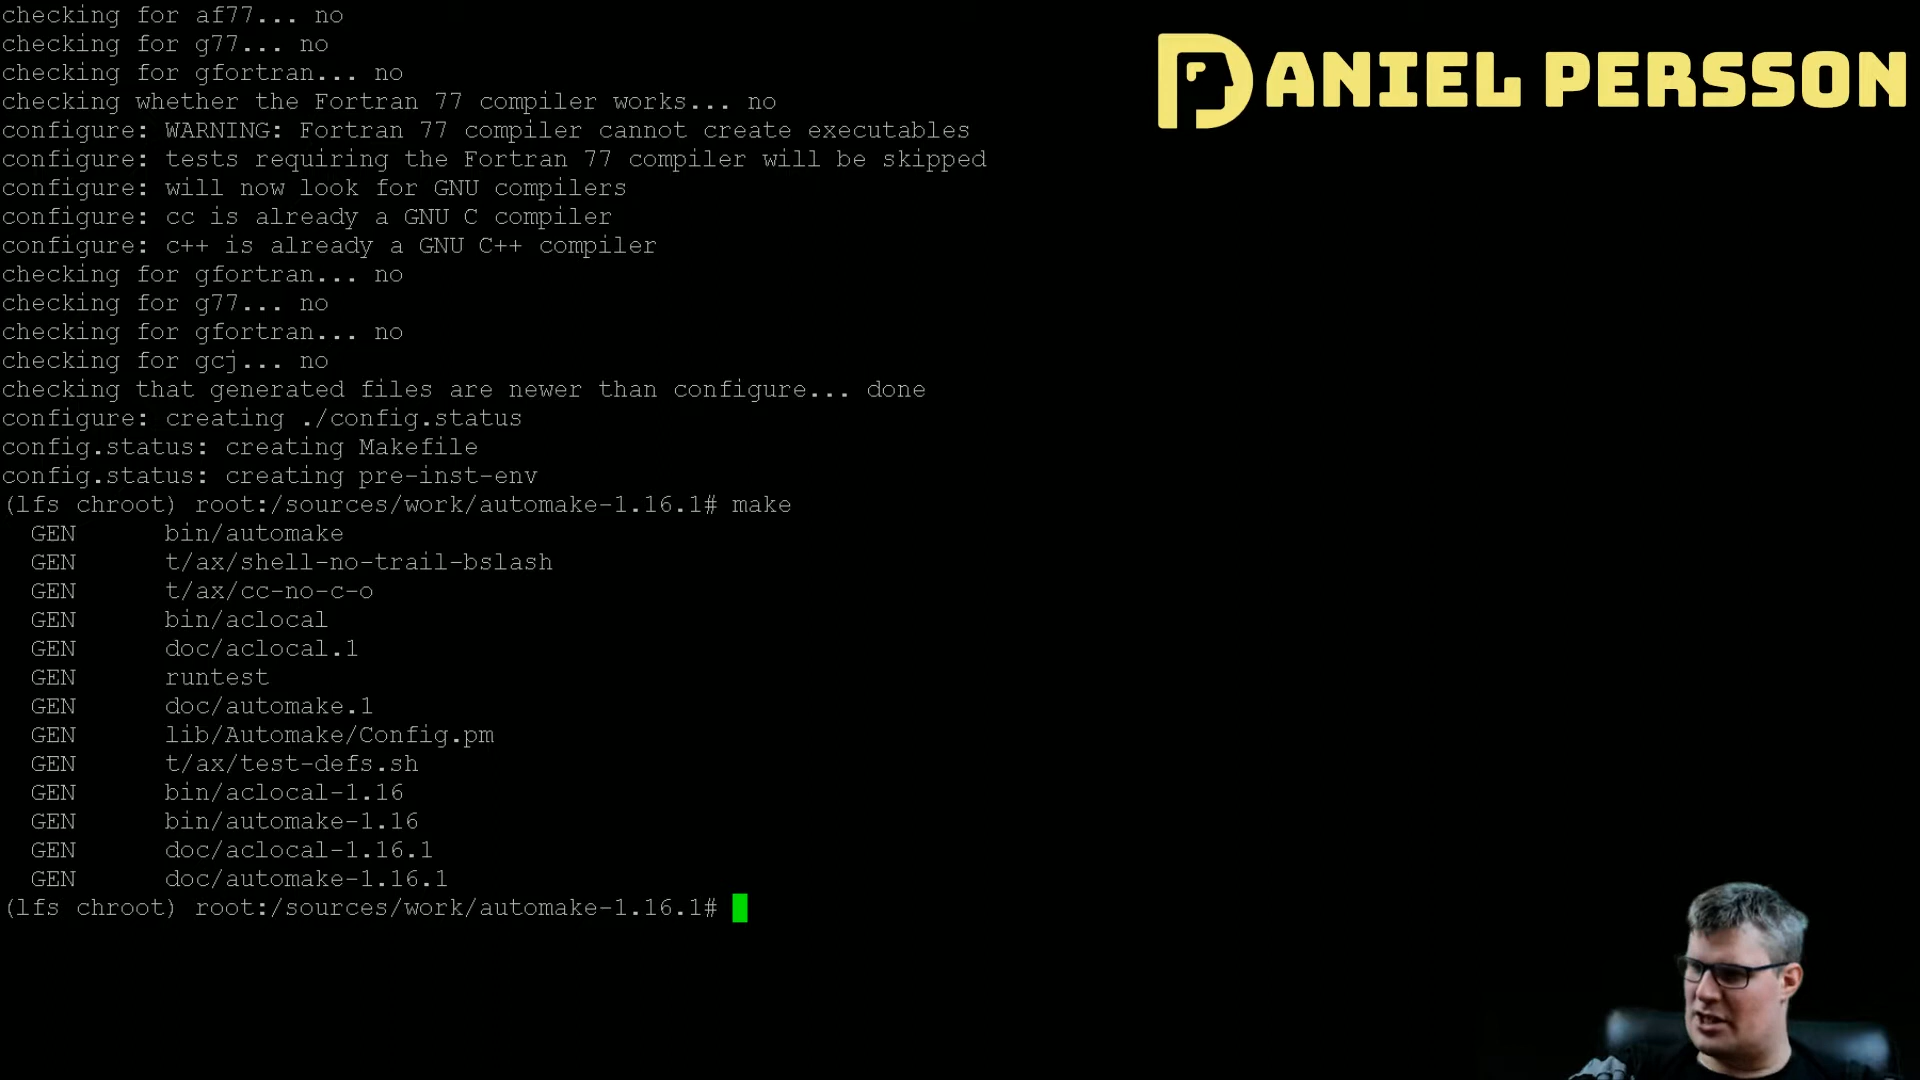 checking for af77... no
checking for g77... no
checking for gfortran... no
checking whether the Fortran 77 compiler works... no
configure: WARNING: Fortran 77 compiler cannot create executables
configure: tests requiring the Fortran 77 compiler will be skipped
configure: will now look for GNU compilers
configure: cc is already a GNU C compiler
configure: c++ is already a GNU C++ compiler
checking for gfortran... no
checking for g77... no
checking for gfortran... no
checking for gcj... no
checking that generated files are newer than configure... done
configure: creating ./config.status
config.status: creating Makefile
config.status: creating pre-inst-env
(lfs chroot) root:/sources/work/automake-1.16.1# make
GEN bin/automake
GEN t/ax/shell-no-trail-bslash
GEN t/ax/cc-no-c-o
GEN bin/aclocal
GEN doc/aclocal.1
GEN runtest
GEN doc/automake.1
GEN lib/Automake/Config.pm
GEN t/ax/test-defs.sh
GEN bin/aclocal-1.16
GEN bin/automake-1.16
GEN doc/aclocal-1.16.1
GEN doc/automake-1.16.1
(lfs chroot) root:/sources/work/automake-1.16.1#
DANIEL PERSSON